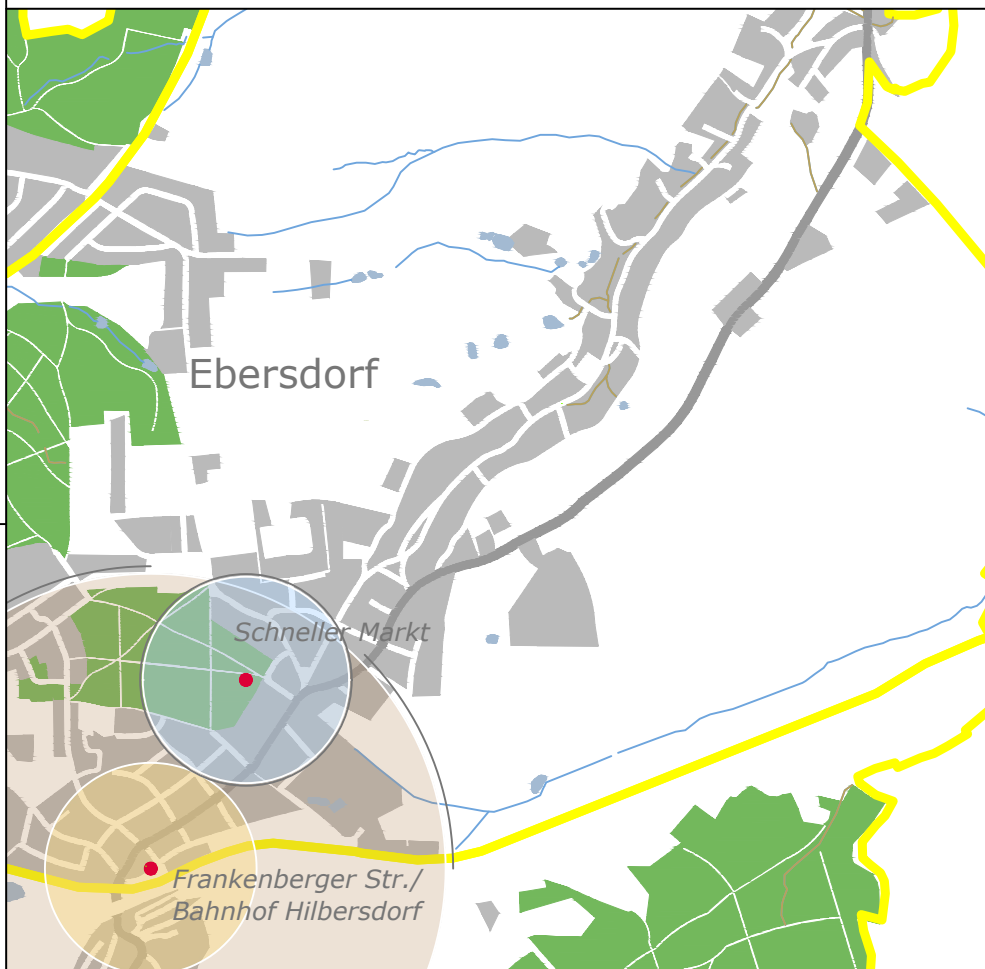 Ebersdorf
Schneller Markt
Frankenberger Str./
Bahnhof Hilbersdorf